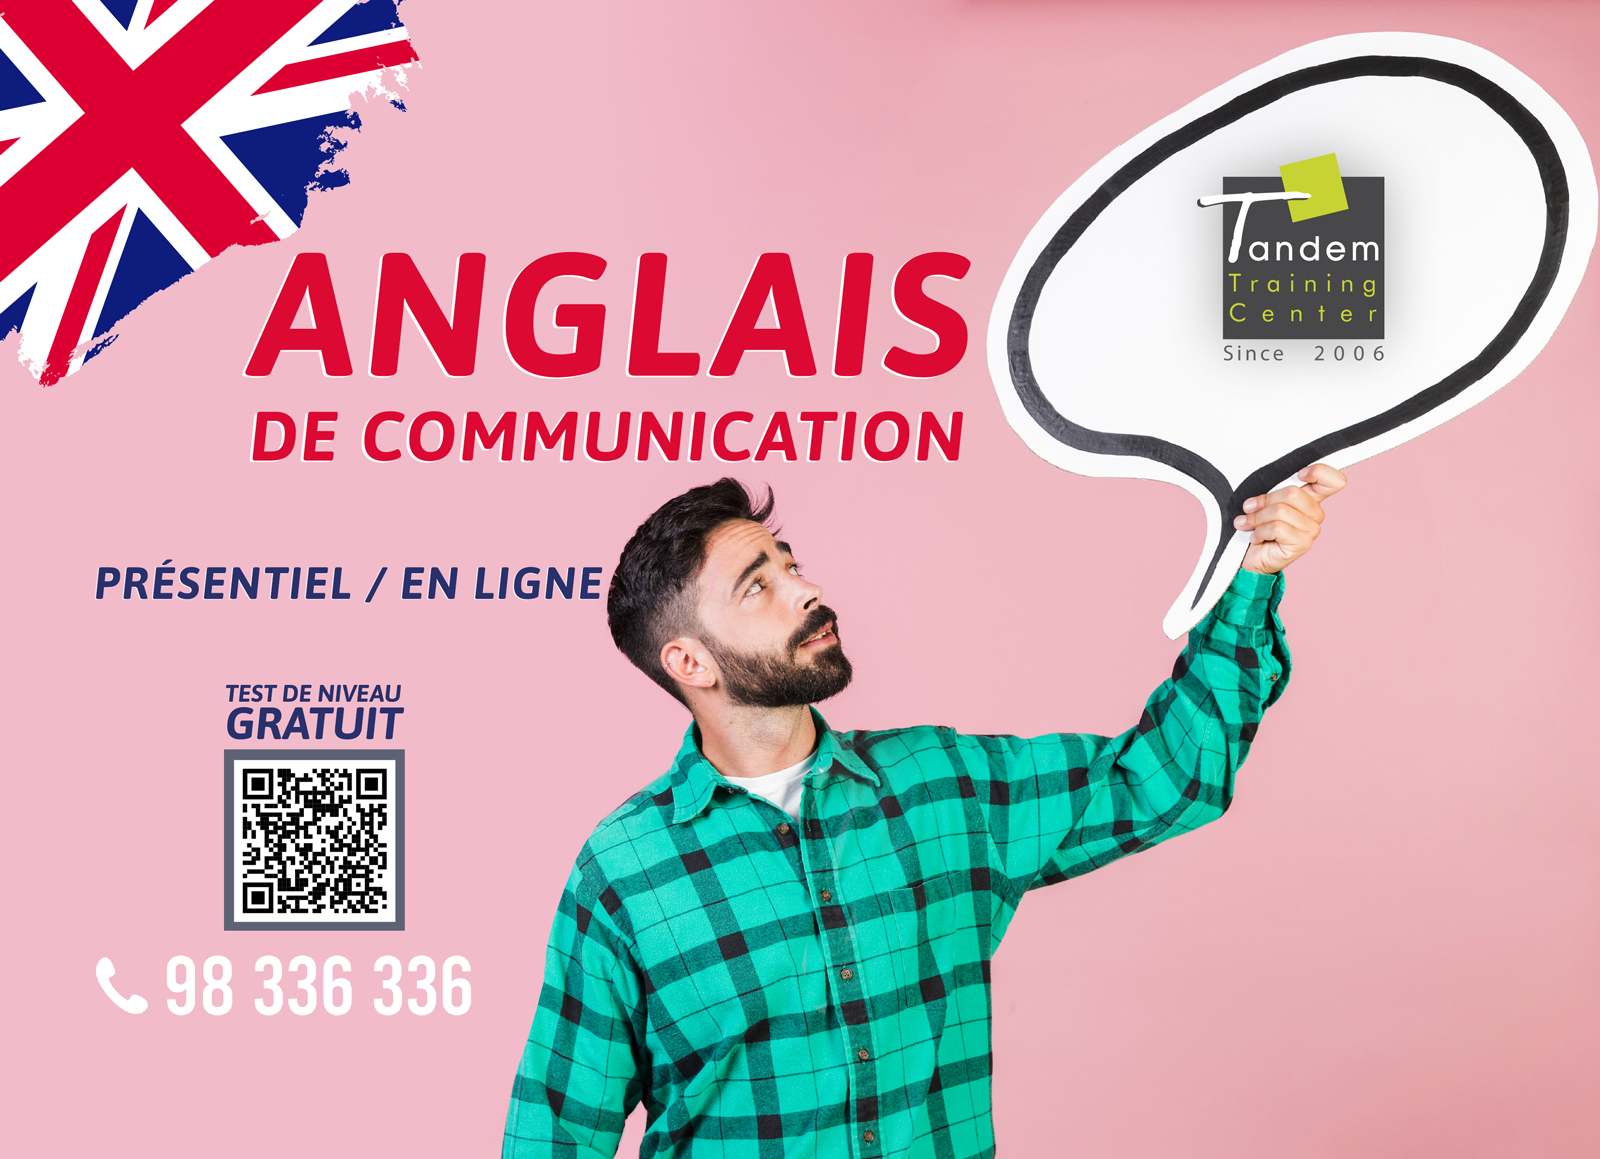 ANGLAIS
DE COMMUNICATION
Tandem
Training
Center
Since 2006
PRÉSENTIEL / EN LIGNE
TEST DE NIVEAU
GRATUIT
98 336 336